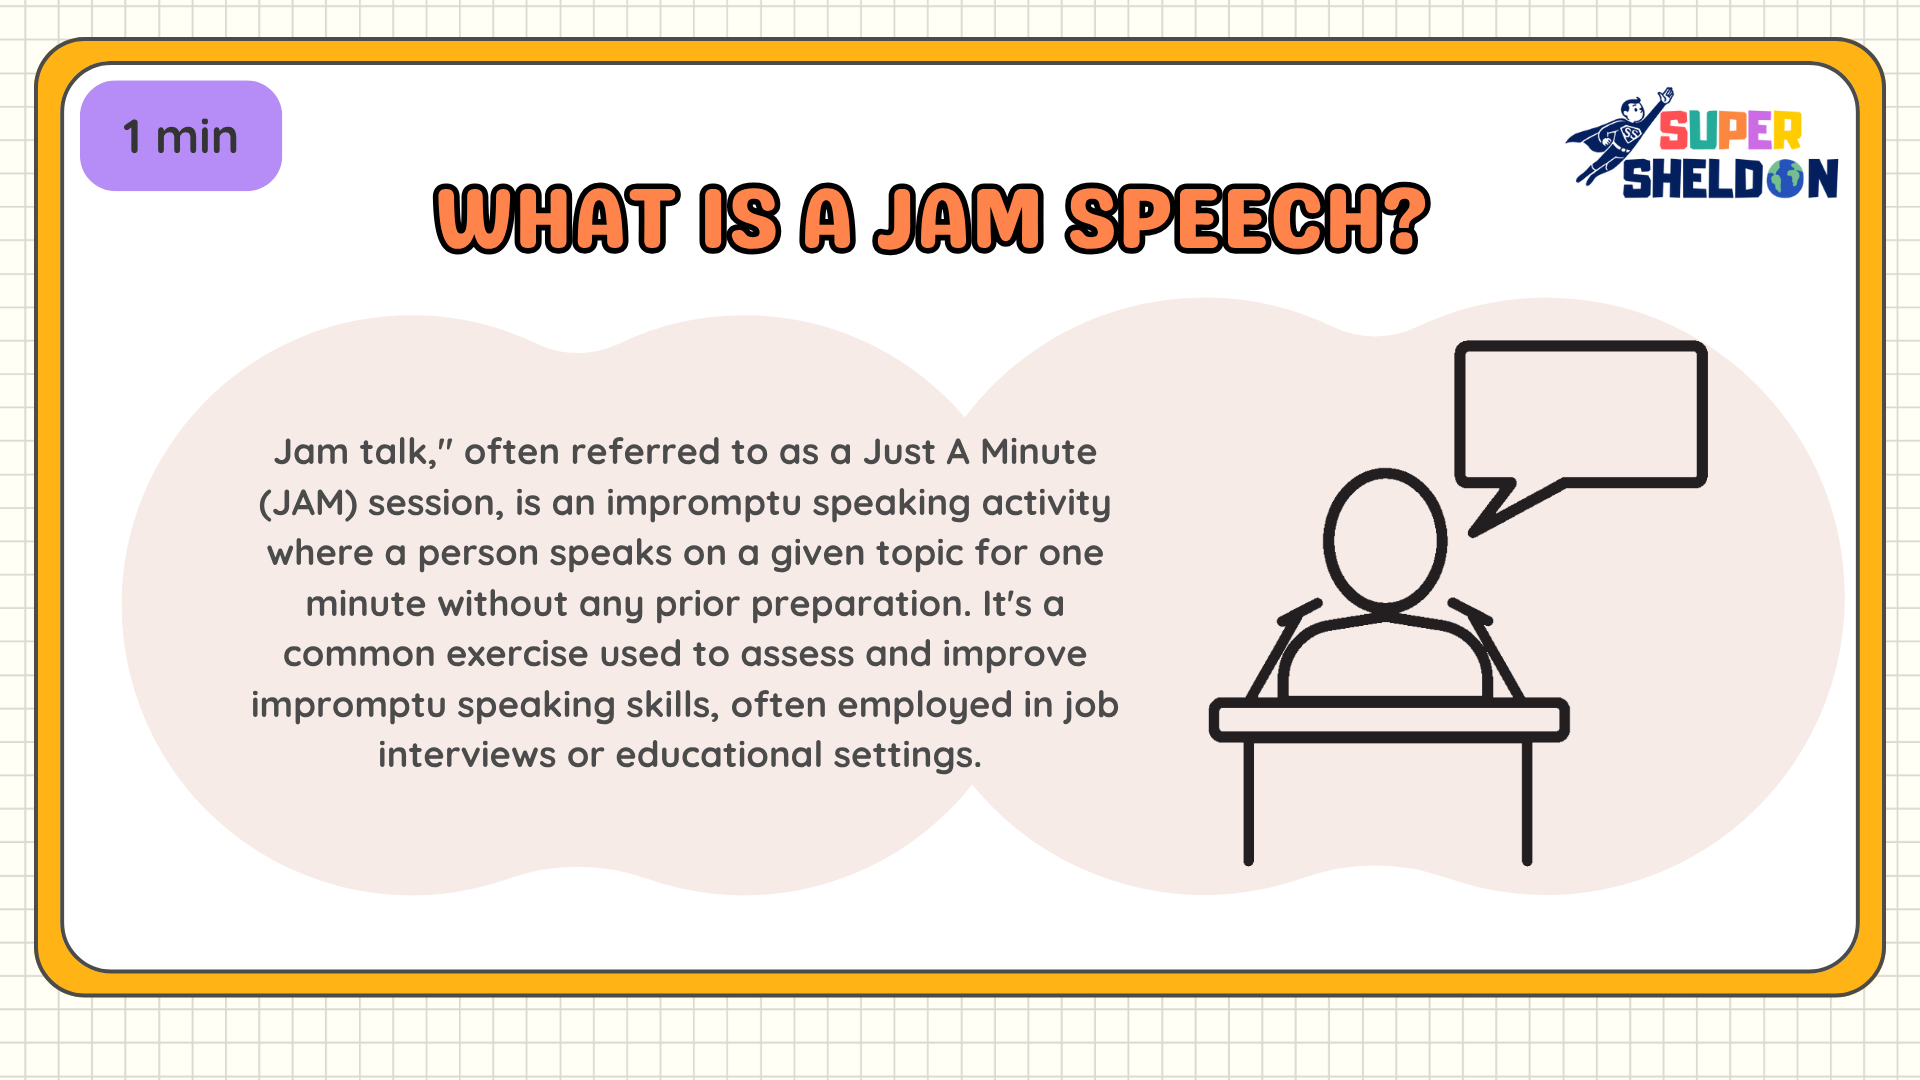 1 min
SUPER
SHELDON
WHAT IS A JAM SPEECH?
Jam talk," often referred to as a Just A Minute
(JAM) session, is an impromptu speaking activity
where a person speaks on a given topic for one
minute without any prior preparation. It's a
common exercise used to assess and improve
impromptu speaking skills, often employed in job
interviews or educational settings.